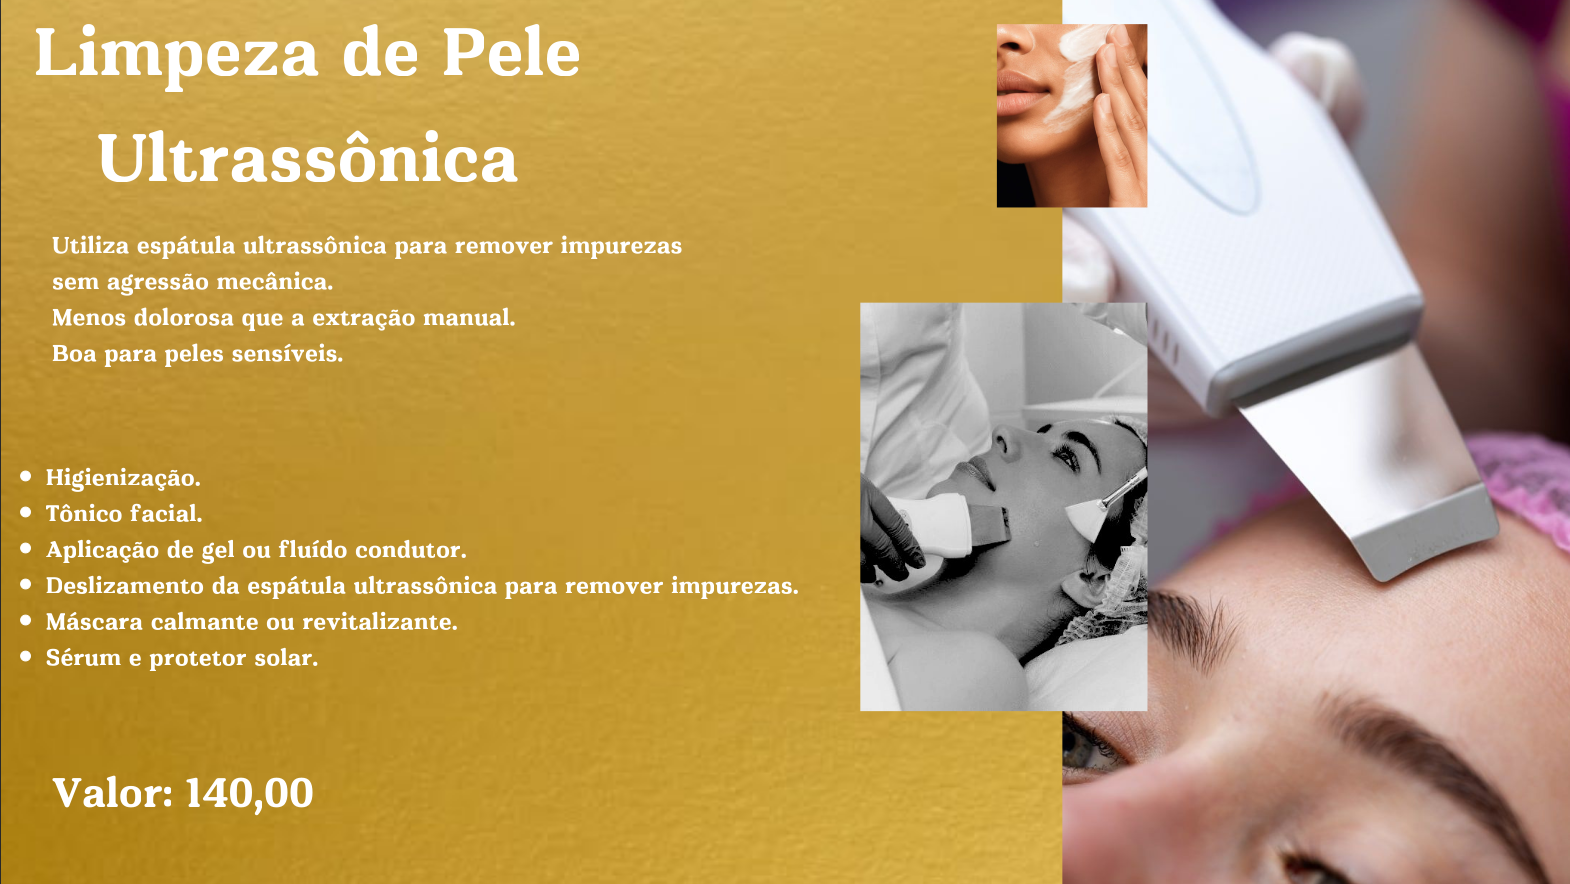 Limpeza de Pele
Ultrassônica
Utiliza espátula ultrassônica para remover impurezas
sem agressão mecânica.
Menos dolorosa que a extração manual.
Boa para peles sensíveis.
• Higienização.
• Tônico facial.
• Aplicação de gel ou fluído condutor.
• Deslizamento da espátula ultrassônica para remover impurezas.
• Máscara calmante ou revitalizante.
• Sérum e protetor solar.
Valor: 140,00